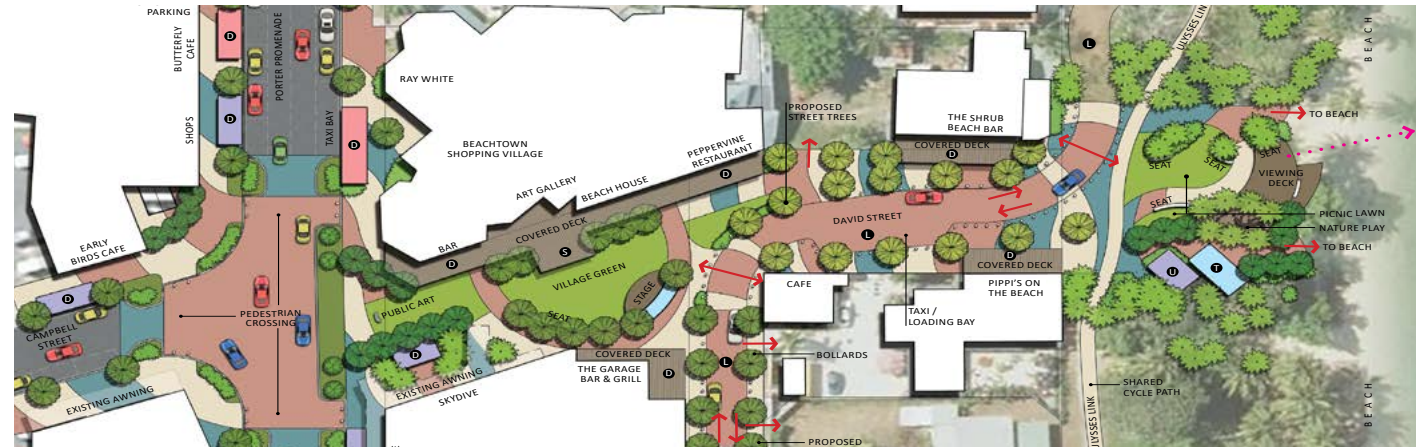 PARKING
BUTTERFLY
CAFE
SHOPS
D
D
PORTER PROMENADE
TAXI BAY
D
RAY WHITE
BEACHTOWN
SHOPPING VILLAGE
ART GALLERY
BEACH HOUSE
PEPPERVINE
RESTAURANT
D
BAR
D
COVERED DECK
S
VILLAGE GREEN
STAGE
SEAT
PUBLIC ART
EARLY
BIRDS CAFE
D
CAMPBELL
STREET
EXISTING AWNING
PEDESTRIAN
CROSSING
D
EXISTING AWNING
SKYDIVE
COVERED DECK
THE GARAGE
BAR & GRILL
D
L
BOLLARDS
PROPOSED
PROPOSED
STREET TREES
THE SHRUB
BEACH BAR
COVERED DECK
D
DAVID STREET
L
CAFE
TAXI /
LOADING BAY
D
COVERED DECK
PIPPI'S ON
THE BEACH
L
ULYSSES LINK
SEAT
SEAT
SEAT
SEAT
VIEWING
DECK
TO BEACH
PICNIC LAWN
NATURE PLAY
TO BEACH
U
T
SHARED
CYCLE PATH
ULYSSES LINK
BEACH
BEACH